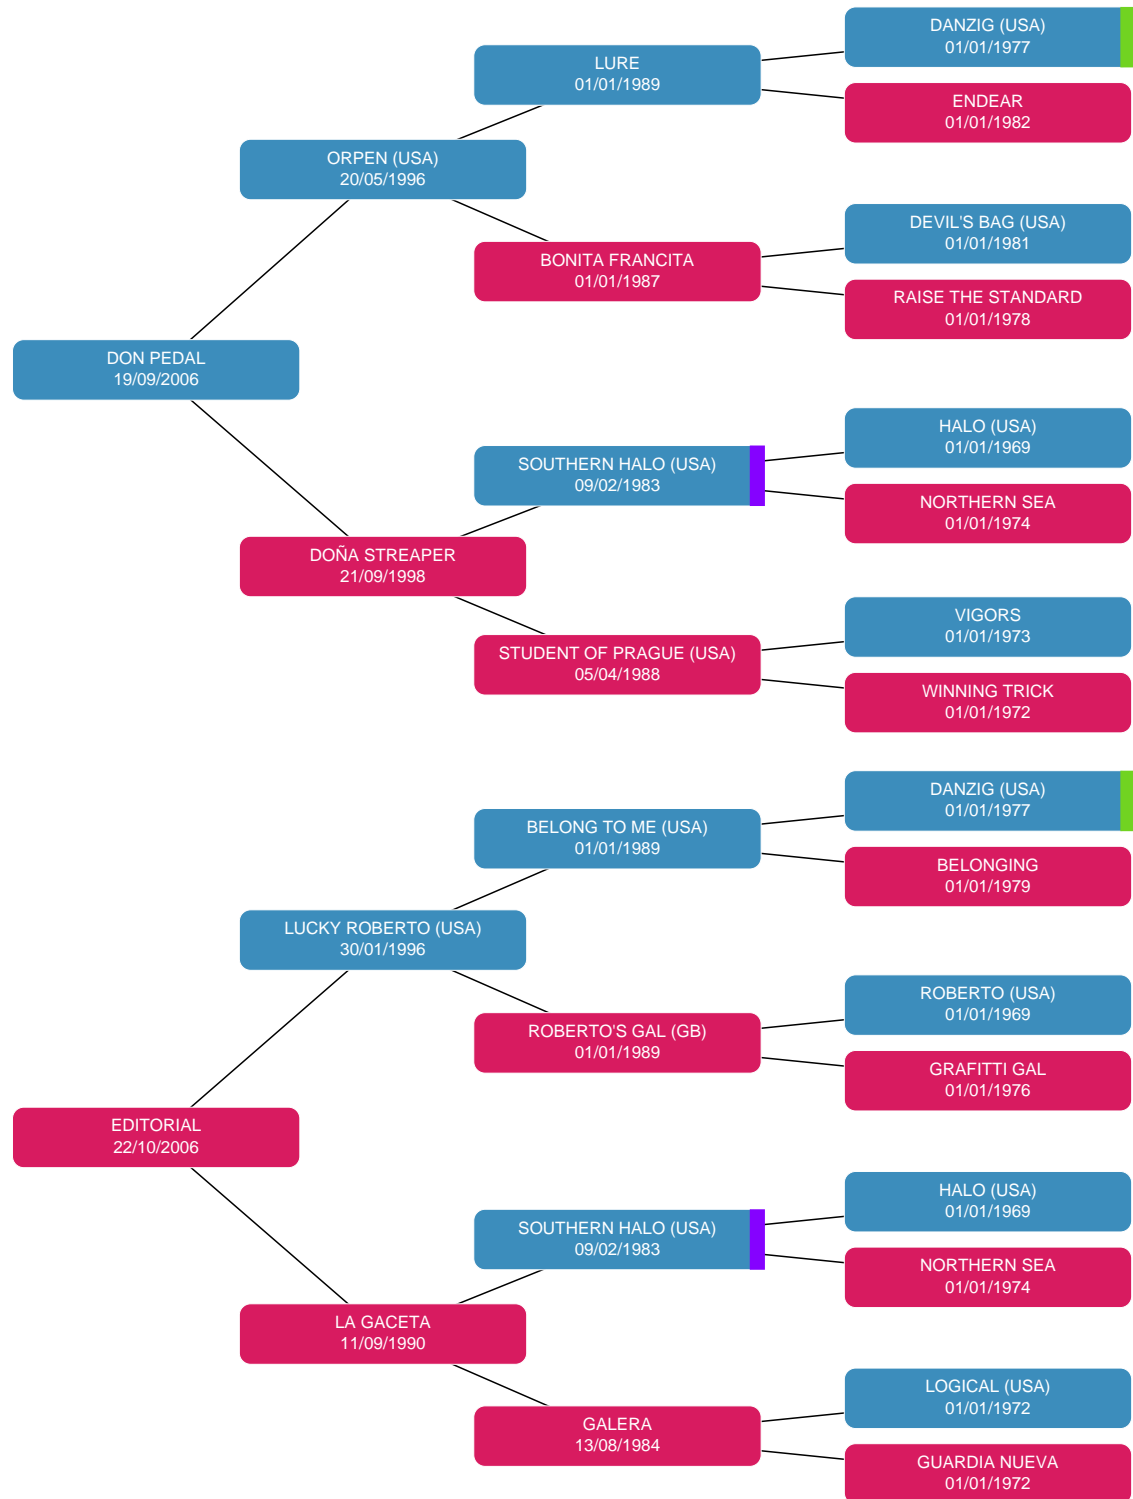 DANZIG (USA)
01/01/1977
LURE
01/01/1989
ENDEAR
01/01/1982
ORPEN (USA)
20/05/1996
DEVIL'S BAG (USA)
01/01/1981
BONITA FRANCITA
01/01/1987
RAISE THE STANDARD
01/01/1978
DON PEDAL
19/09/2006
HALO (USA)
01/01/1969
SOUTHERN HALO (USA)
09/02/1983
NORTHERN SEA
01/01/1974
DOÑA STREAPER
21/09/1998
VIGORS
01/01/1973
STUDENT OF PRAGUE (USA)
05/04/1988
WINNING TRICK
01/01/1972
DANZIG (USA)
01/01/1977
BELONG TO ME (USA)
01/01/1989
BELONGING
01/01/1979
LUCKY ROBERTO (USA)
30/01/1996
ROBERTO (USA)
01/01/1969
ROBERTO'S GAL (GB)
01/01/1989
GRAFITTI GAL
01/01/1976
EDITORIAL
22/10/2006
HALO (USA)
01/01/1969
SOUTHERN HALO (USA)
09/02/1983
NORTHERN SEA
01/01/1974
LA GACETA
11/09/1990
LOGICAL (USA)
01/01/1972
GALERA
13/08/1984
GUARDIA NUEVA
01/01/1972